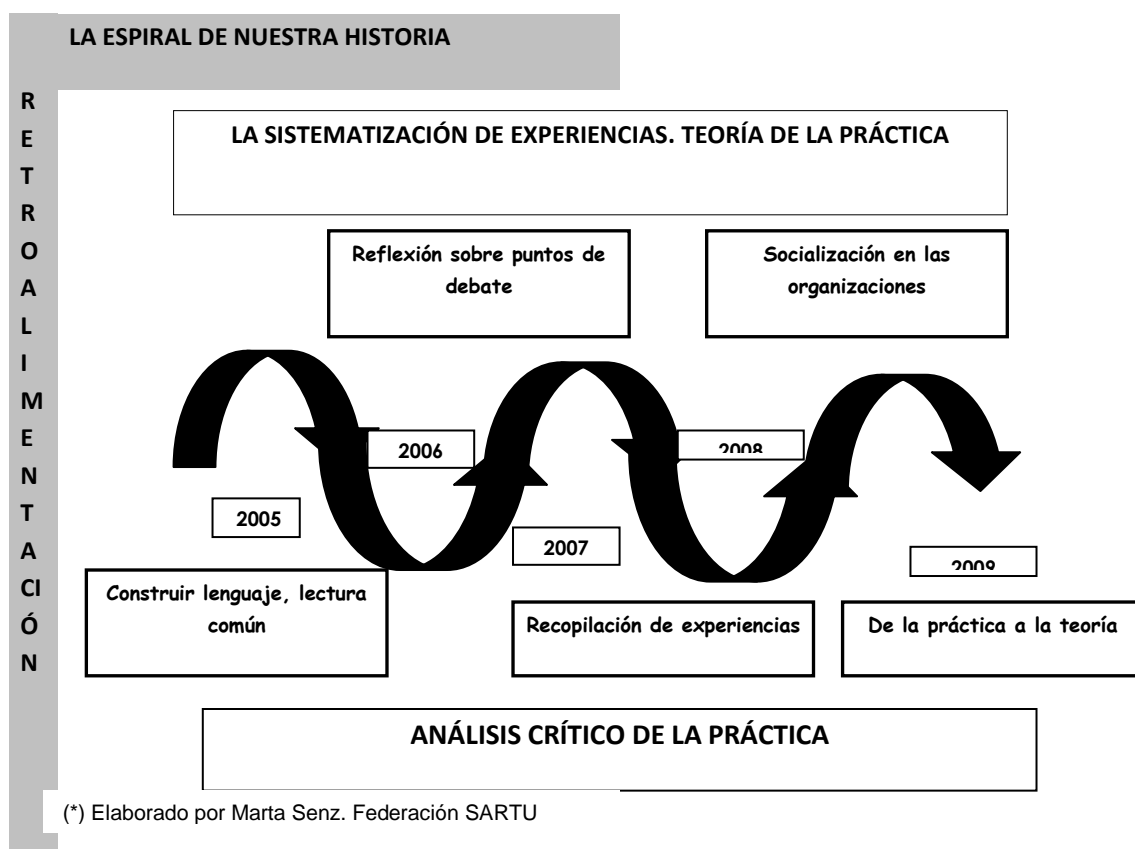 LA ESPIRAL DE NUESTRA HISTORIA
R
E
T
R
O
A
L
I
M
E
N
T
A
CI
Ó
N
LA SISTEMATIZACIÓN DE EXPERIENCIAS. TEORÍA DE LA PRÁCTICA
Reflexión sobre puntos de
debate
Socialización en las
organizaciones
2006
2008
2005
2007
2009
Construir lenguaje, lectura
común
Recopilación de experiencias
De la práctica a la teoría
ANÁLISIS CRÍTICO DE LA PRÁCTICA
(*) Elaborado por Marta Senz. Federación SARTU